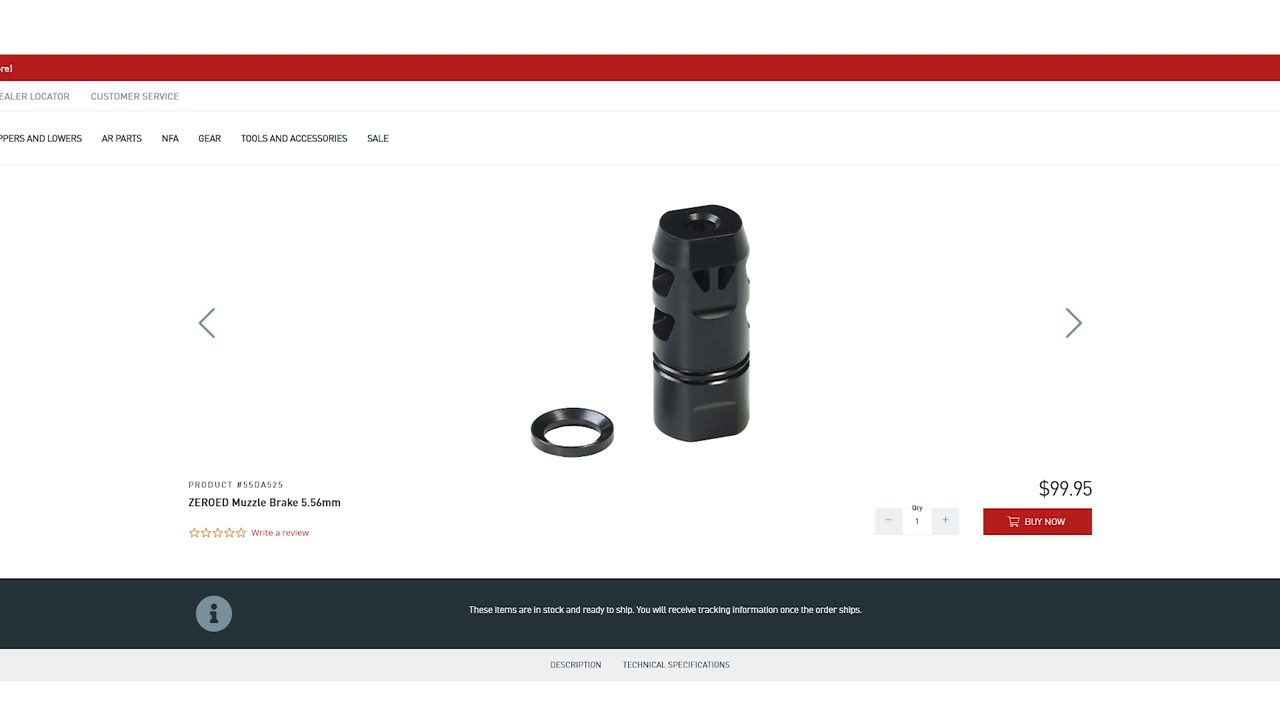 re!
EALER LOCATOR CUSTOMER SERVICE
PPERS AND LOWERS AR PARTS NFA GEAR TOOLS AND ACCESSORIES SALE
PRODUCT #55DA525
ZEROED Muzzle Brake 5.56mm
Write a review
$99.95
Qty
− 1 +
BUY NOW
These items are in stock and ready to ship. You will receive tracking information once the order ships.
DESCRIPTION TECHNICAL SPECIFICATIONS